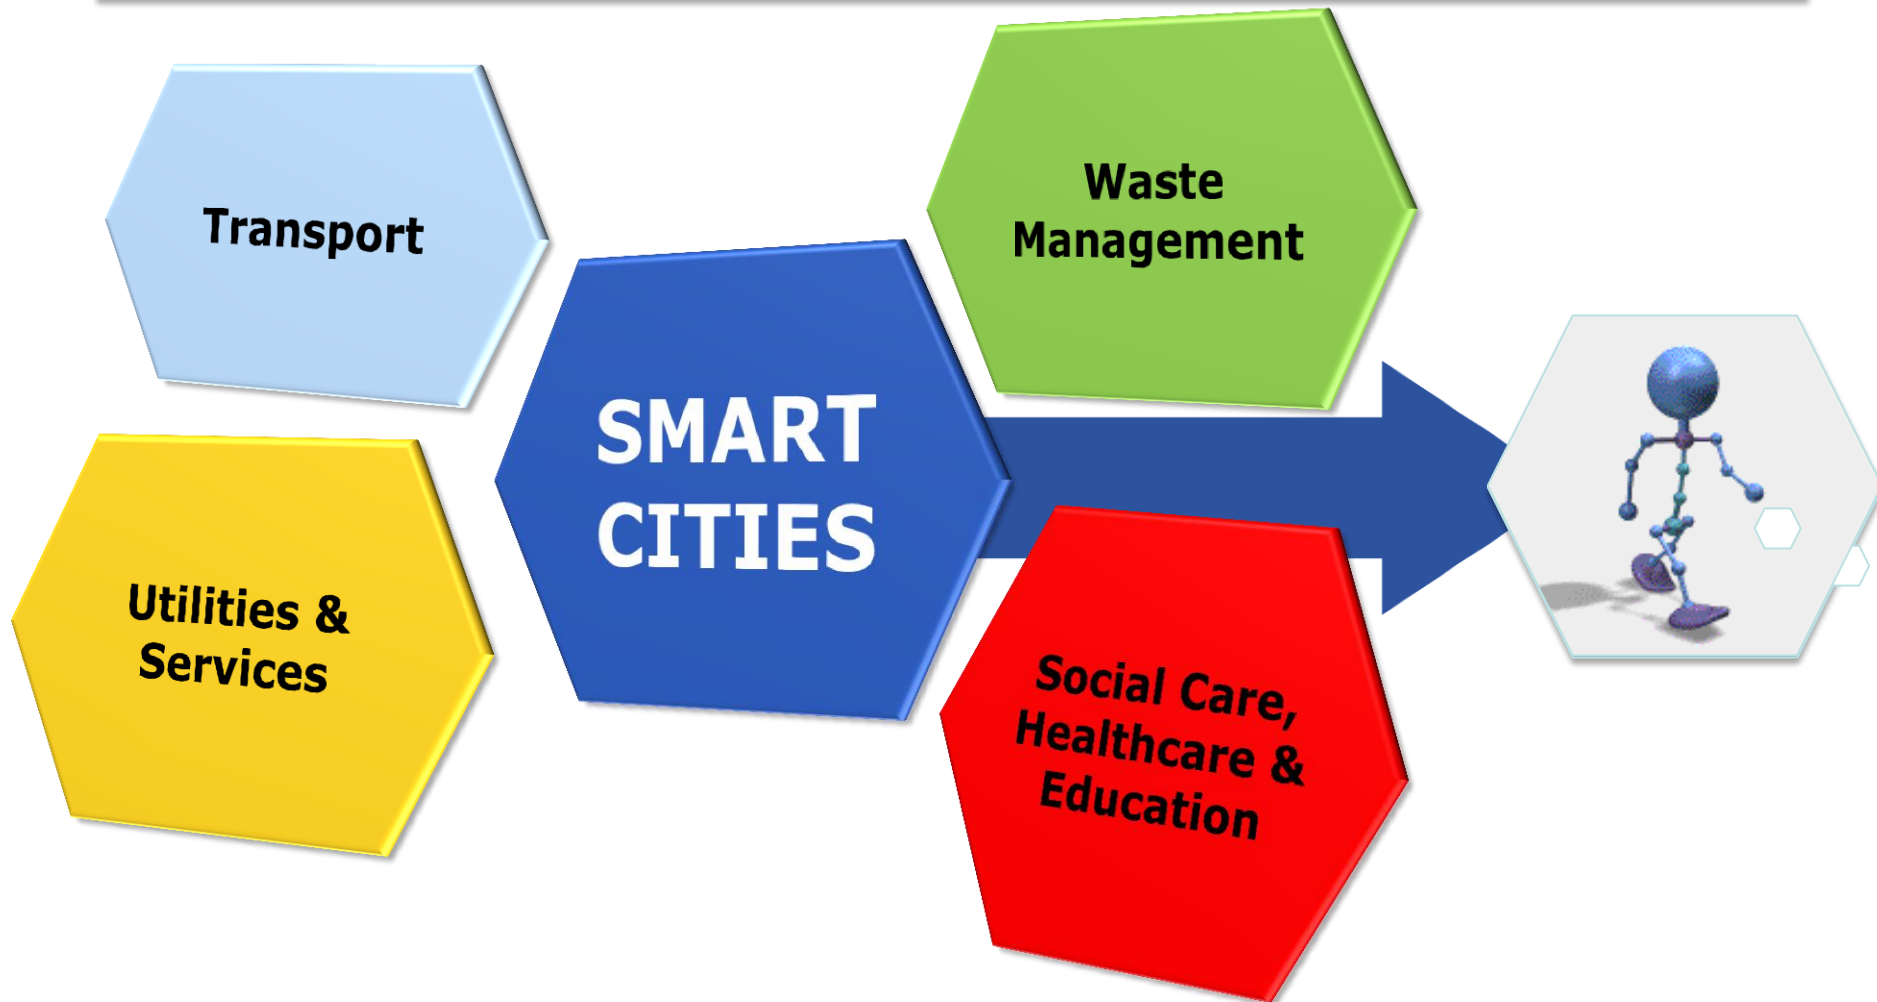 Transport
Waste
Management
SMART
CITIES
Utilities &
Services
Social Care,
Healthcare &
Education